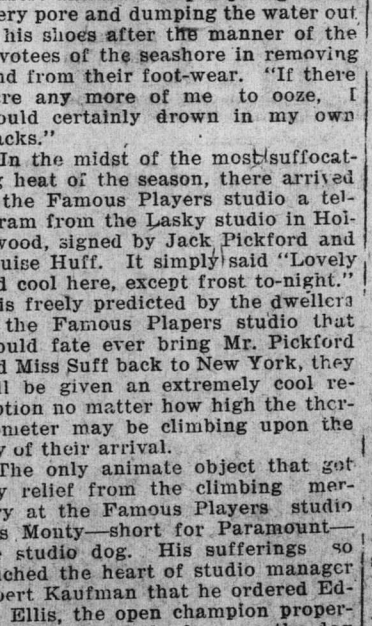 ery pore and dumping the water out
his shoes after the manner of the
votees of the seashore in removing
nd from their foot-wear. "If there
re any more of me to ooze, I
ould certainly drown in my own
acks."
In the midst of the most suffocat-
g heat of the season, there arrived
the Famous Players studio a tel-
ram from the Lasky studio in Hol-
wood, signed by Jack Pickford and
uise Huff. It simply said "Lovely
d cool here, except frost to-night."
is freely predicted by the dwellers
the Famous Plapers studio that
ould fate ever bring Mr. Pickford
d Miss Suff back to New York, they
ll be given an extremely cool re-
ption no matter how high the ther-
ometer may be climbing upon the
y of their arrival.
The only animate object that got
y relief from the climbing mer-
ry at the Famous Players studio
s Monty—short for Paramount—
e studio dog. His sufferings so
ched the heart of studio manager
bert Kaufman that he ordered Ed-
Ellis, the open champion proper-